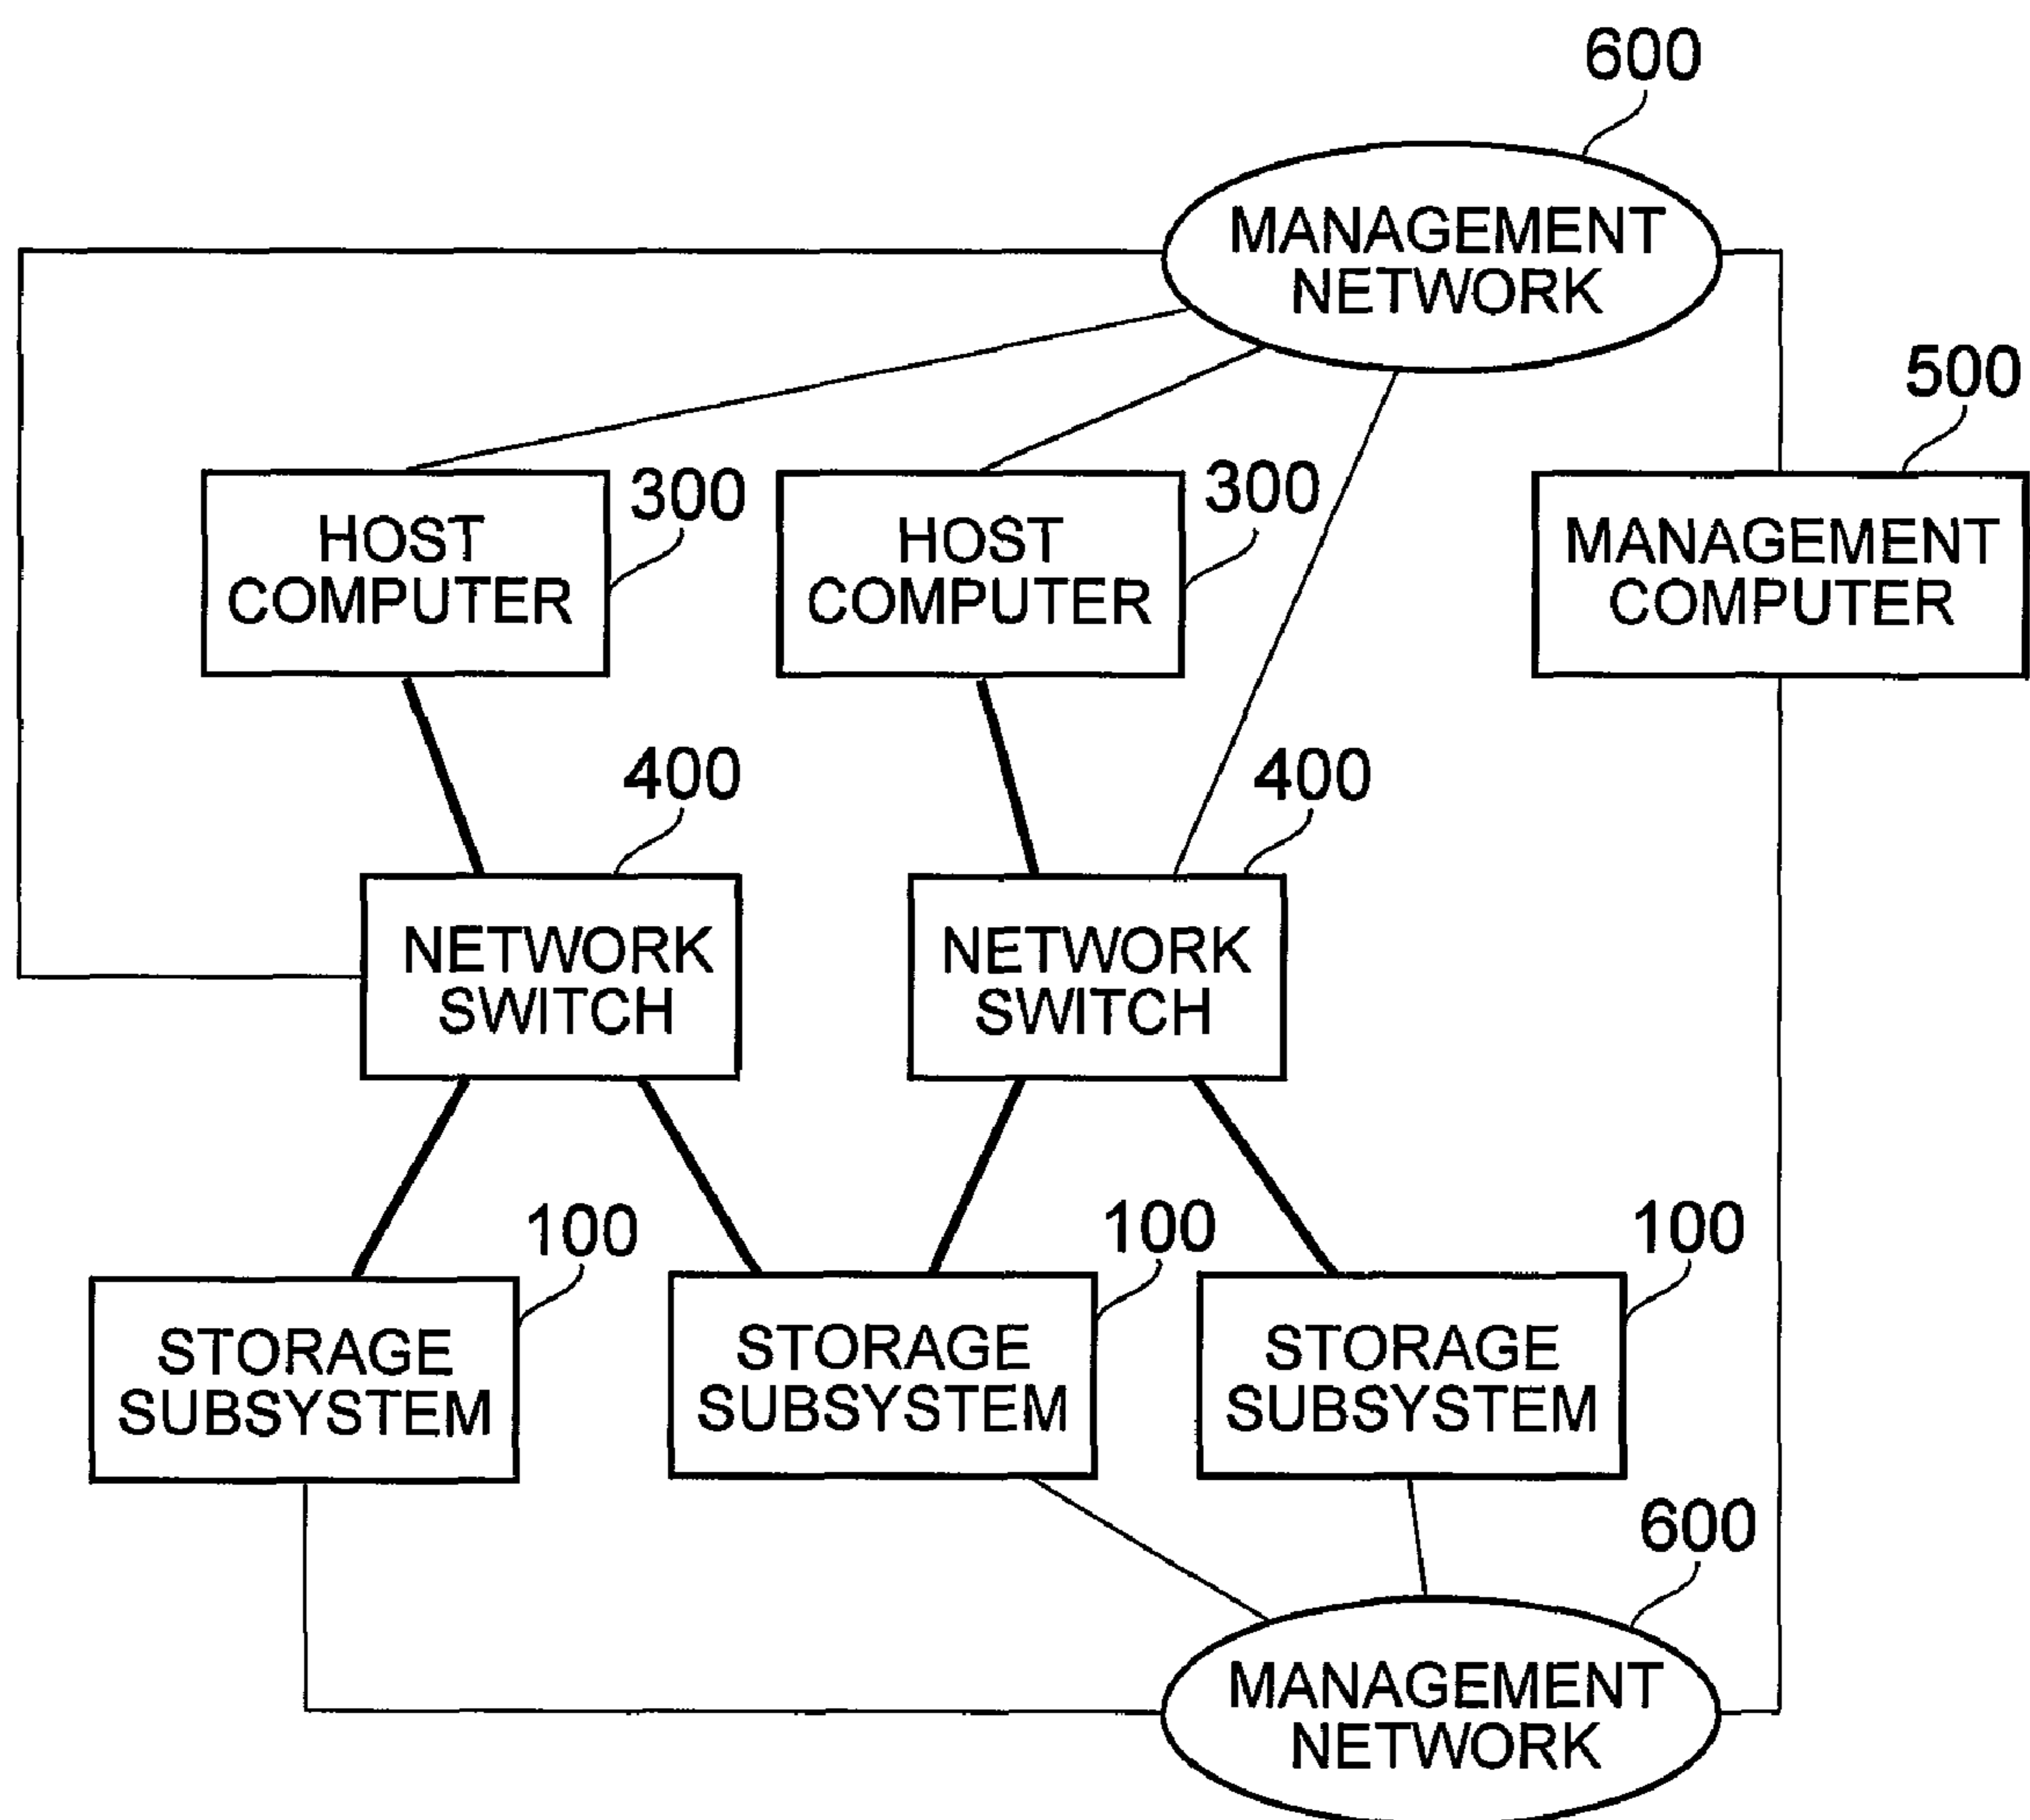 600
MANAGEMENT
NETWORK
500
300
300
HOST
COMPUTER
HOST
COMPUTER
MANAGEMENT
COMPUTER
400
400
NETWORK
SWITCH
NETWORK
SWITCH
100
100
100
STORAGE
SUBSYSTEM
STORAGE
SUBSYSTEM
STORAGE
SUBSYSTEM
600
MANAGEMENT
NETWORK